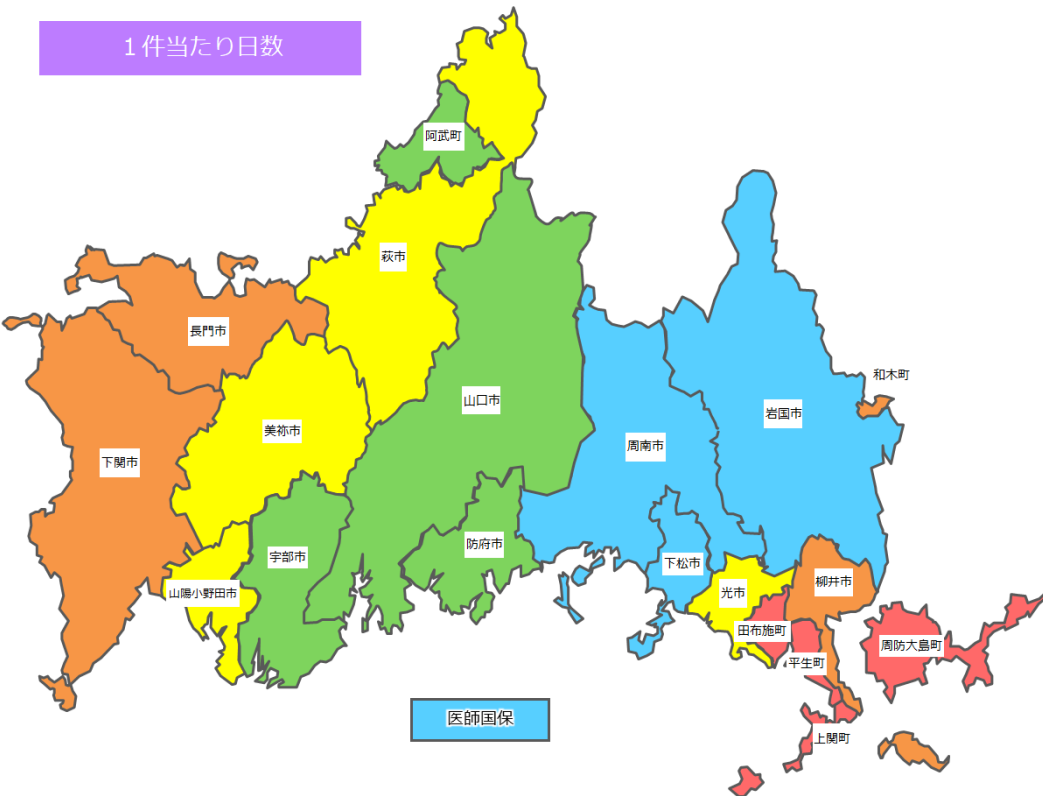 １件当たり日数
阿武町
萩市
長門市
和木町
山口市
岩国市
美祢市
周南市
下関市
防府市
宇部市
下松市
柳井市
山陽小野田市
光市
田布施町
周防大島町
平生町
医師国保
上関町